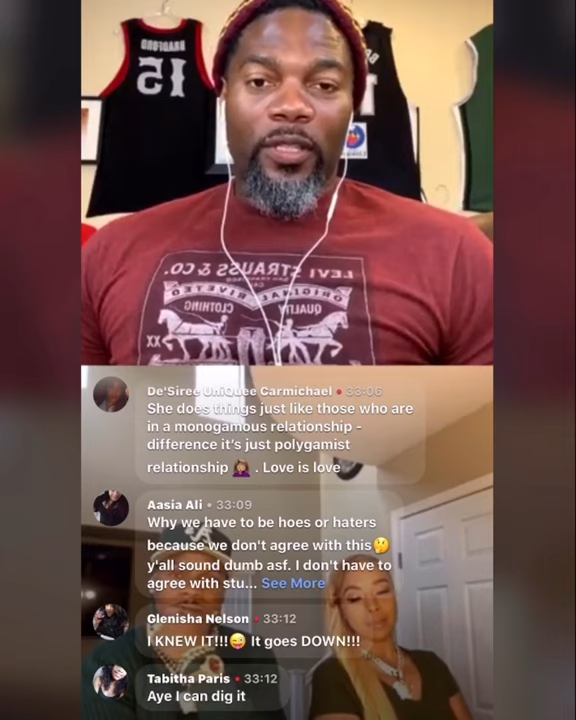 BRADFORD
15
LEVI STRAUSS & CO.
SAN FRANCISCO
CAL
ORIGINAL RIVETED
QUALITY CLOTHING
XX
De'Siree UniQuee Carmichael • 33:06
She does things just like those who are
in a monogamous relationship -
difference it's just polygamist
relationship 🤦🏽‍♀️ . Love is love
Aasia Ali • 33:09
Why we have to be hoes or haters
because we don't agree with this🤔
y'all sound dumb asf. I don't have to
agree with stu... See More
Glenisha Nelson • 33:12
I KNEW IT!!!😜 It goes DOWN!!!
Tabitha Paris • 33:12
Aye I can dig it